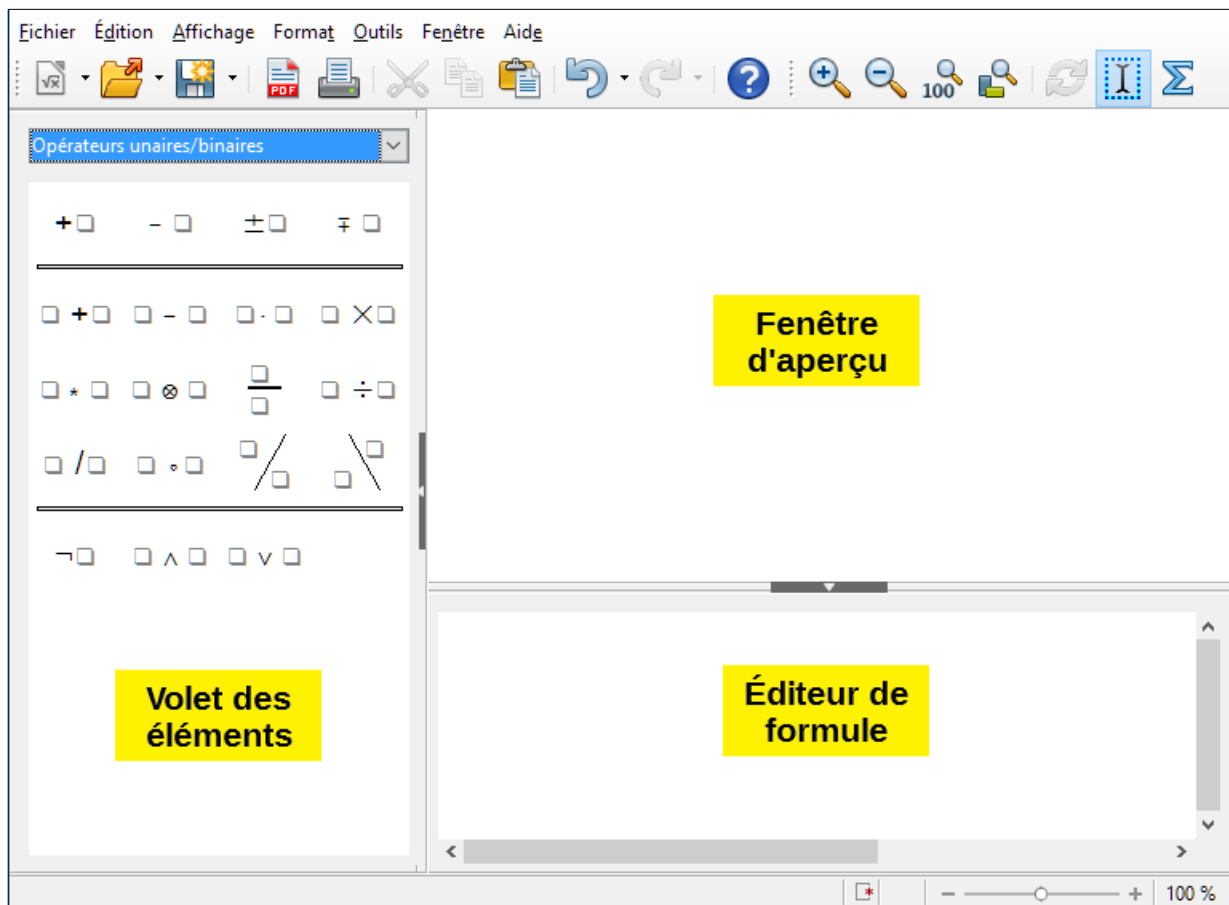 Fichier Édition Affichage Format Outils Fenêtre Aide
PDF
100
Opérateurs unaires/binaires
+□ −□ ±□ ∓□
□+□ □−□ □·□ □×□
□*□ □⊗□ □/□ □÷□
□/□ □∘□ □/□ □\□
¬□ □∧□ □∨□
Fenêtre
d'aperçu
Volet des
éléments
Éditeur de
formule
100 %